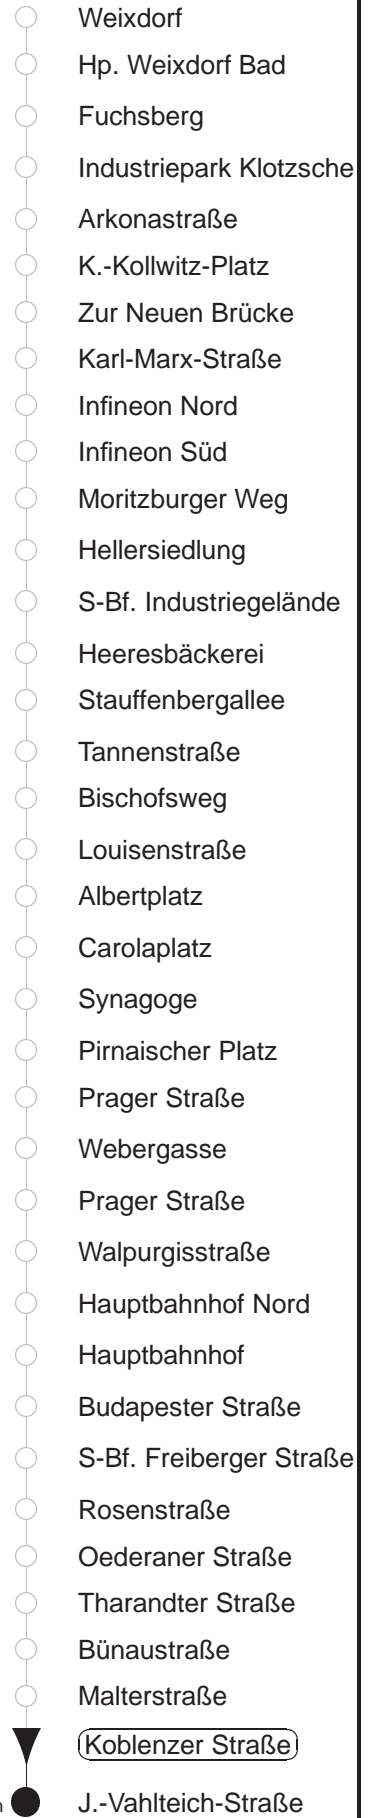 Weixdorf
Hp. Weixdorf Bad
Fuchsberg
Industriepark Klotzsche
Arkonastraße
K.-Kollwitz-Platz
Zur Neuen Brücke
Karl-Marx-Straße
Infineon Nord
Infineon Süd
Moritzburger Weg
Hellersiedlung
S-Bf. Industriegelände
Heeresbäckerei
Stauffenbergallee
Tannenstraße
Bischofsweg
Louisenstraße
Albertplatz
Carolaplatz
Synagoge
Pirnaischer Platz
Prager Straße
Webergasse
Prager Straße
Walpurgisstraße
Hauptbahnhof Nord
Hauptbahnhof
Budapester Straße
S-Bf. Freiberger Straße
Rosenstraße
Oederaner Straße
Tharandter Straße
Bünaustraße
Malterstraße
Koblenzer Straße
J.-Vahlteich-Straße